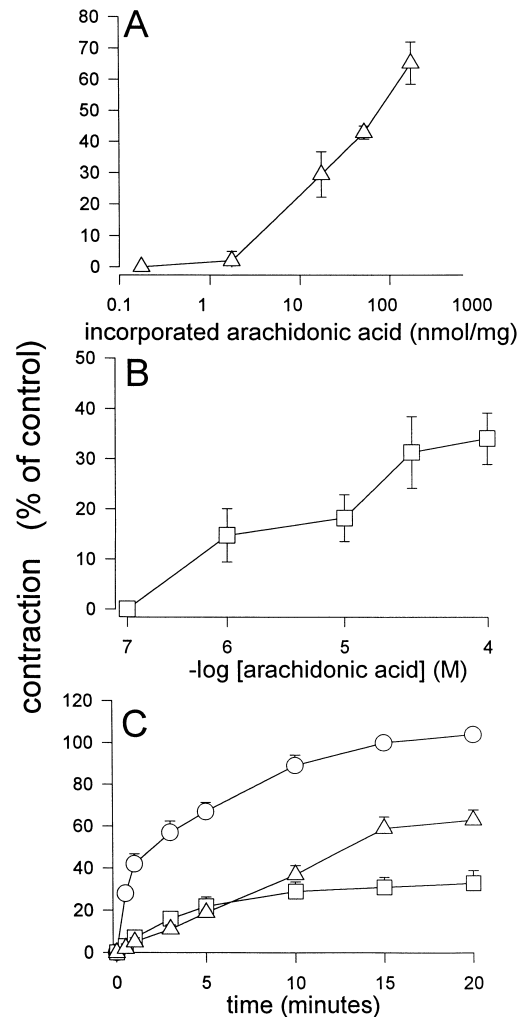 A
80
70
60
50
40
30
20
10
0
0.1 1 10 100 1000
incorporated arachidonic acid (nmol/mg)
contraction (% of control)
B
50
40
30
20
10
0
7 6 5 4
-log [arachidonic acid] (M)
C
120
100
80
60
40
20
0
0 5 10 15 20
time (minutes)